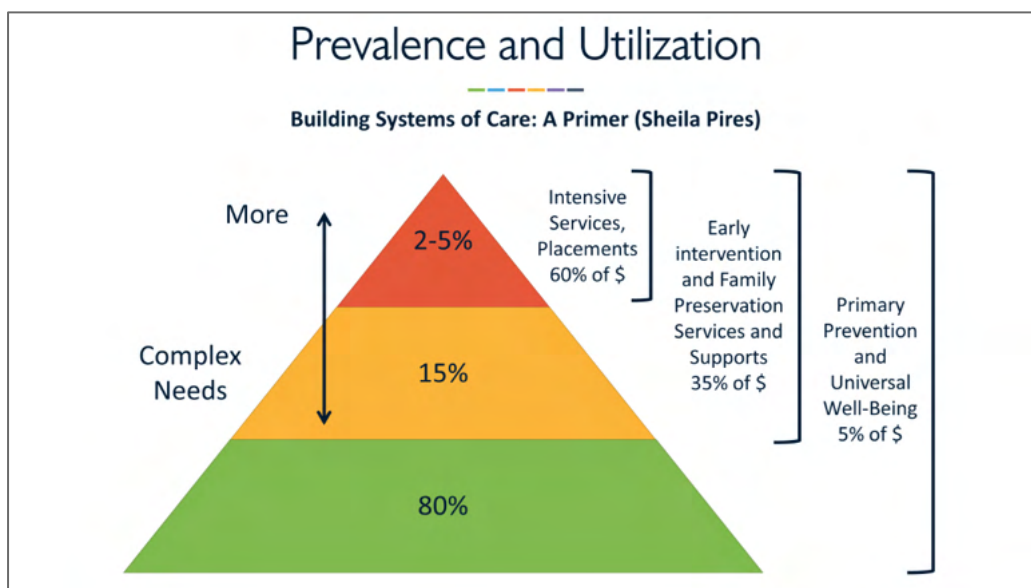 Prevalence and Utilization
Building Systems of Care: A Primer (Sheila Pires)
More
Complex
Needs
2-5%
15%
80%
Intensive
Services,
Placements
60% of $
Early
intervention
and Family
Preservation
Services and
Supports
35% of $
Primary
Prevention
and
Universal
Well-Being
5% of $